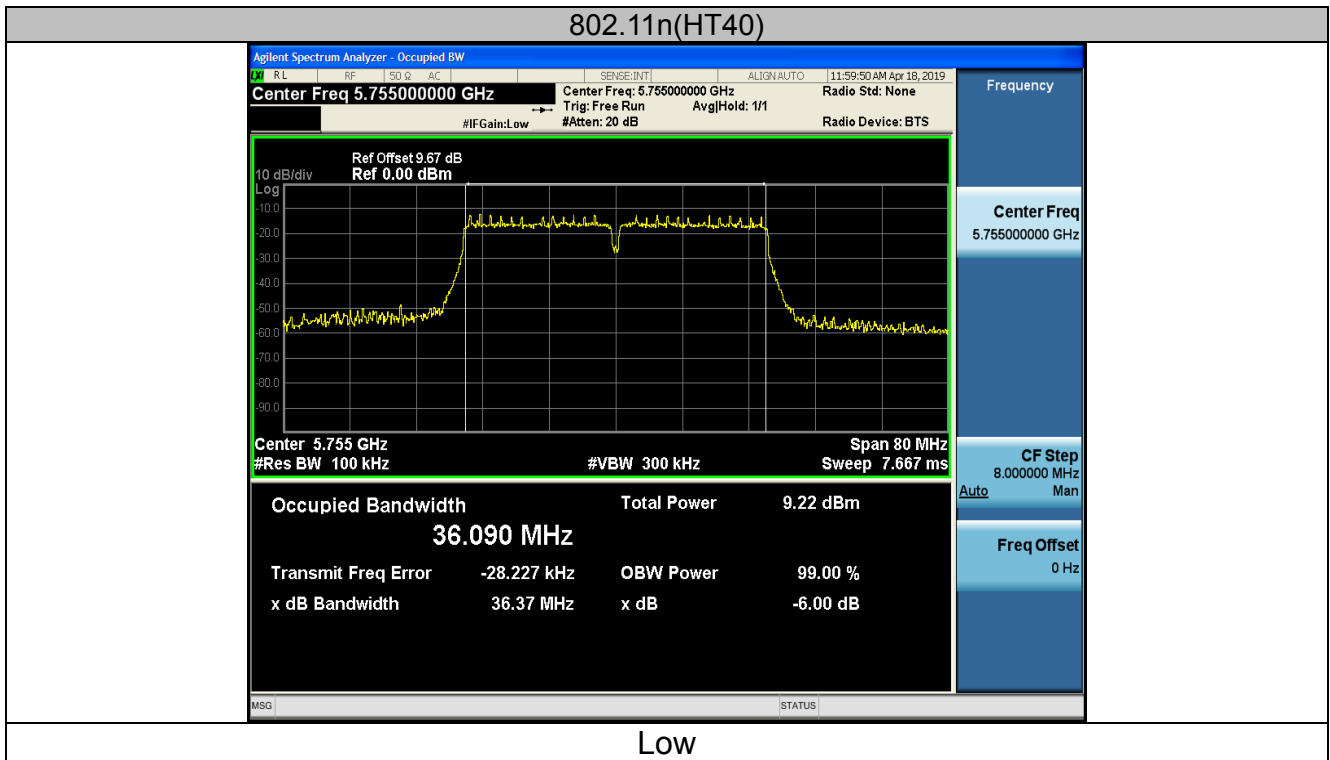 802.11n(HT40)
Agilent Spectrum Analyzer - Occupied BW
LXI RL RF 50 Ω AC SENSE:INT ALIGN AUTO 11:59:50 AM Apr 18, 2019
Center Freq 5.755000000 GHz Center Freq: 5.755000000 GHz Radio Std: None
Trig: Free Run Avg|Hold: 1/1
#IFGain:Low #Atten: 20 dB Radio Device: BTS
Frequency
Ref Offset 9.67 dB
10 dB/div Ref 0.00 dBm
Log
-10.0
-20.0
-30.0
-40.0
-50.0
-60.0
-70.0
-80.0
-90.0
Center 5.755 GHz Span 80 MHz
#Res BW 100 kHz #VBW 300 kHz Sweep 7.667 ms
Occupied Bandwidth Total Power 9.22 dBm
36.090 MHz
Transmit Freq Error -28.227 kHz OBW Power 99.00 %
x dB Bandwidth 36.37 MHz x dB -6.00 dB
Center Freq
5.755000000 GHz
CF Step
8.000000 MHz
Auto Man
Freq Offset
0 Hz
MSG STATUS
Low